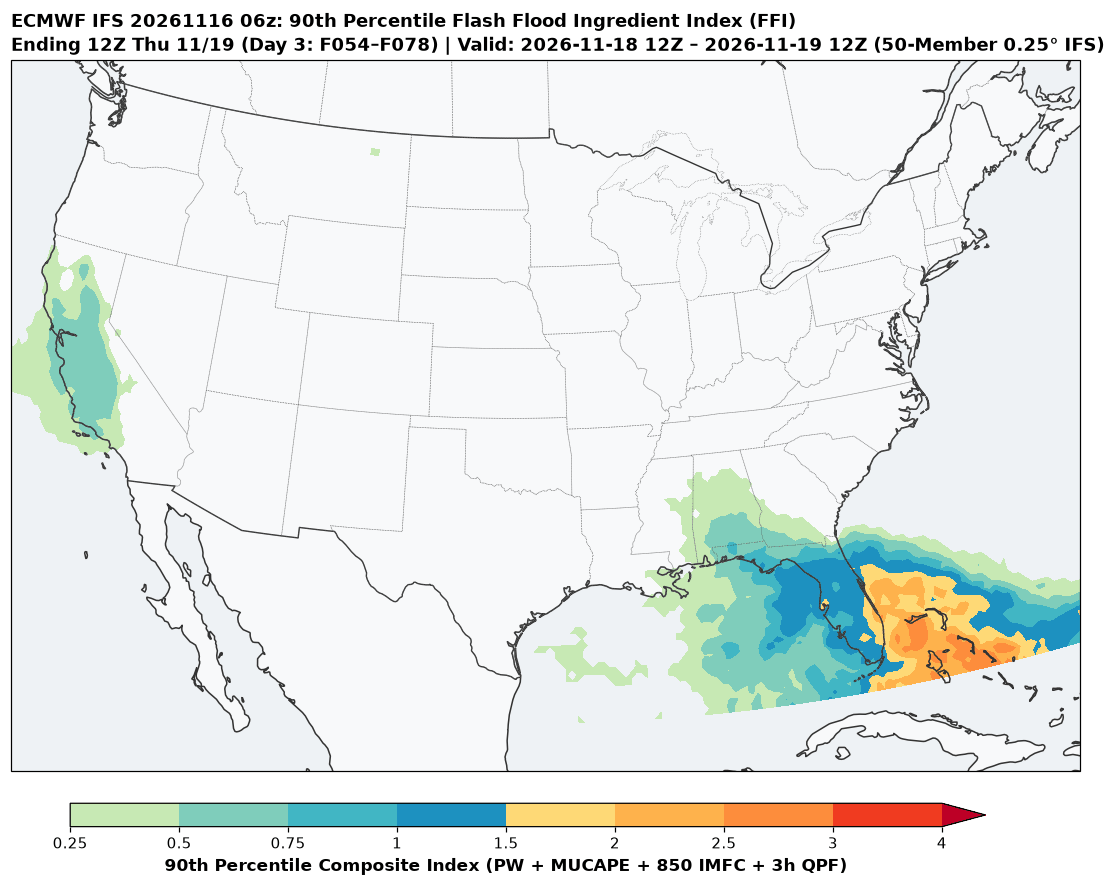 ECMWF IFS 20261116 06z: 90th Percentile Flash Flood Ingredient Index (FFI)
Ending 12Z Thu 11/19 (Day 3: F054–F078) | Valid: 2026-11-18 12Z – 2026-11-19 12Z (50-Member 0.25° IFS)
0.25 0.5 0.75 1 1.5 2 2.5 3 4
90th Percentile Composite Index (PW + MUCAPE + 850 IMFC + 3h QPF)